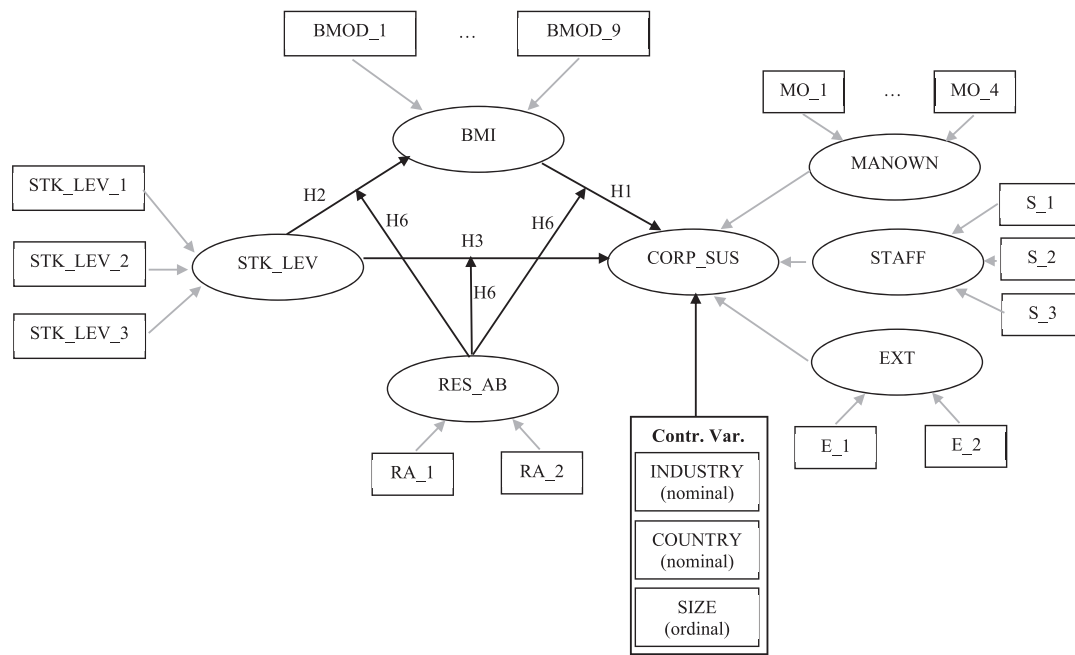 BMOD_1
...
BMOD_9
MO_1
...
MO_4
BMI
MANOWN
STK_LEV_1
H2
H1
S_1
H6
H6
STK_LEV_2
STK_LEV
H3
CORP_SUS
STAFF
S_2
H6
STK_LEV_3
S_3
EXT
RES_AB
Contr. Var.
E_1
E_2
RA_1
RA_2
INDUSTRY
(nominal)
COUNTRY
(nominal)
SIZE
(ordinal)